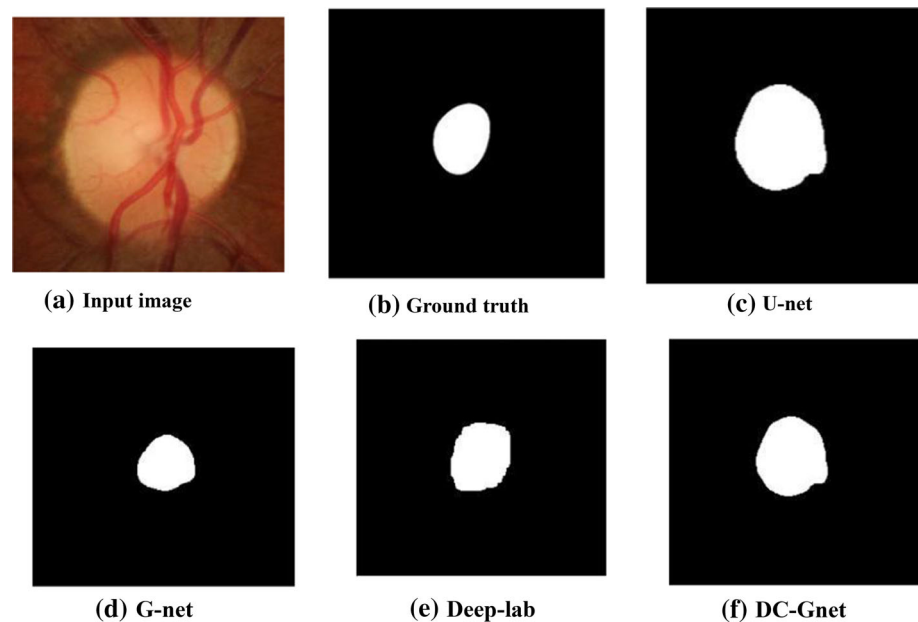 (a) Input image
(b) Ground truth
(c) U-net
(d) G-net
(e) Deep-lab
(f) DC-Gnet